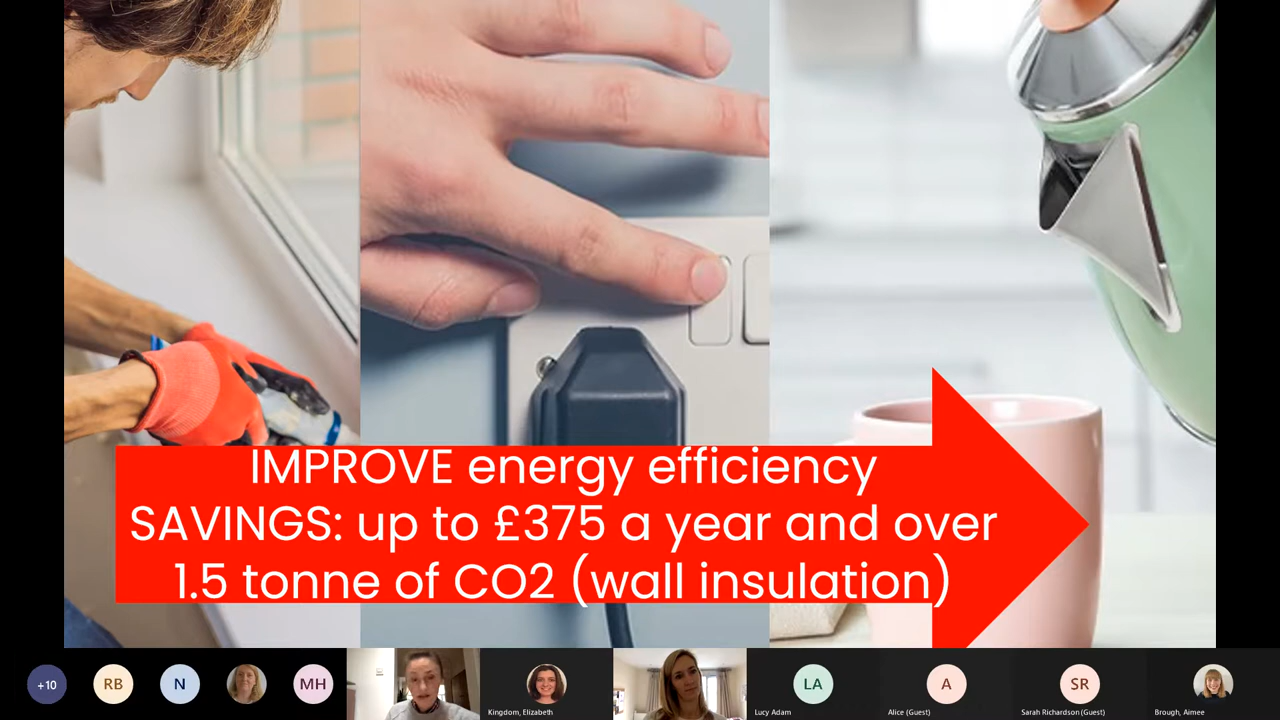 IMPROVE energy efficiency
SAVINGS: up to £375 a year and over
1.5 tonne of CO2 (wall insulation)
+10
RB
N
MH
Kingdom, Elizabeth
LA
Lucy Adam
A
Alice (Guest)
SR
Sarah Richardson (Guest)
Brough, Aimee